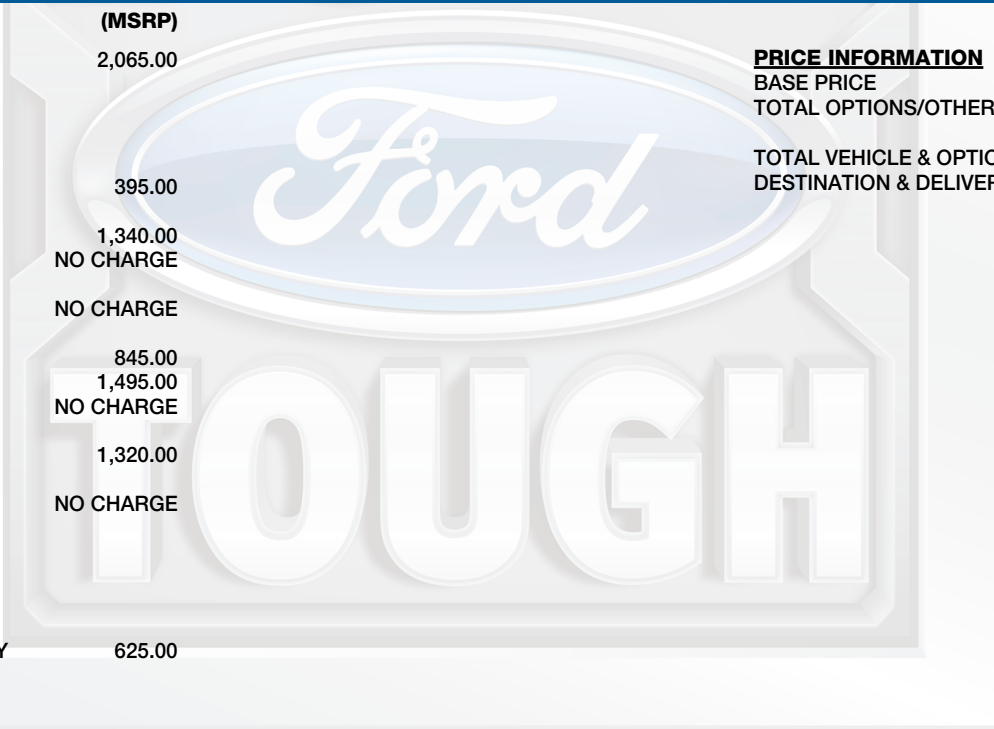 (MSRP)
2,065.00
395.00
1,340.00
NO CHARGE
NO CHARGE
845.00
1,495.00
NO CHARGE
1,320.00
NO CHARGE
Y 625.00
PRICE INFORMATION
BASE PRICE
TOTAL OPTIONS/OTHER
TOTAL VEHICLE & OPTIO
DESTINATION & DELIVER
Ford
TOUGH